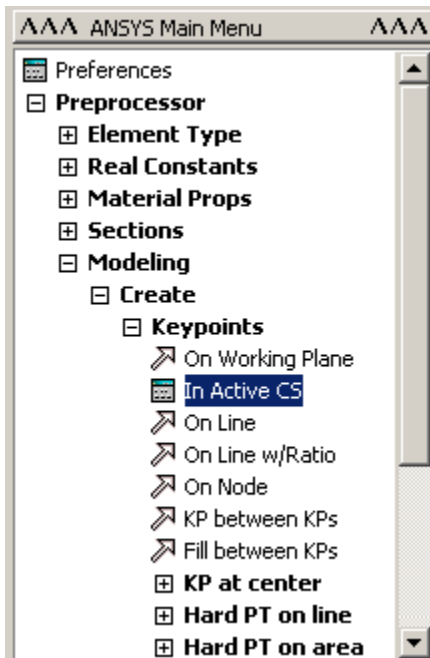 ΛΛΛ ANSYS Main Menu ΛΛΛ
Preferences
Preprocessor
Element Type
Real Constants
Material Props
Sections
Modeling
Create
Keypoints
On Working Plane
In Active CS
On Line
On Line w/Ratio
On Node
KP between KPs
Fill between KPs
KP at center
Hard PT on line
Hard PT on area